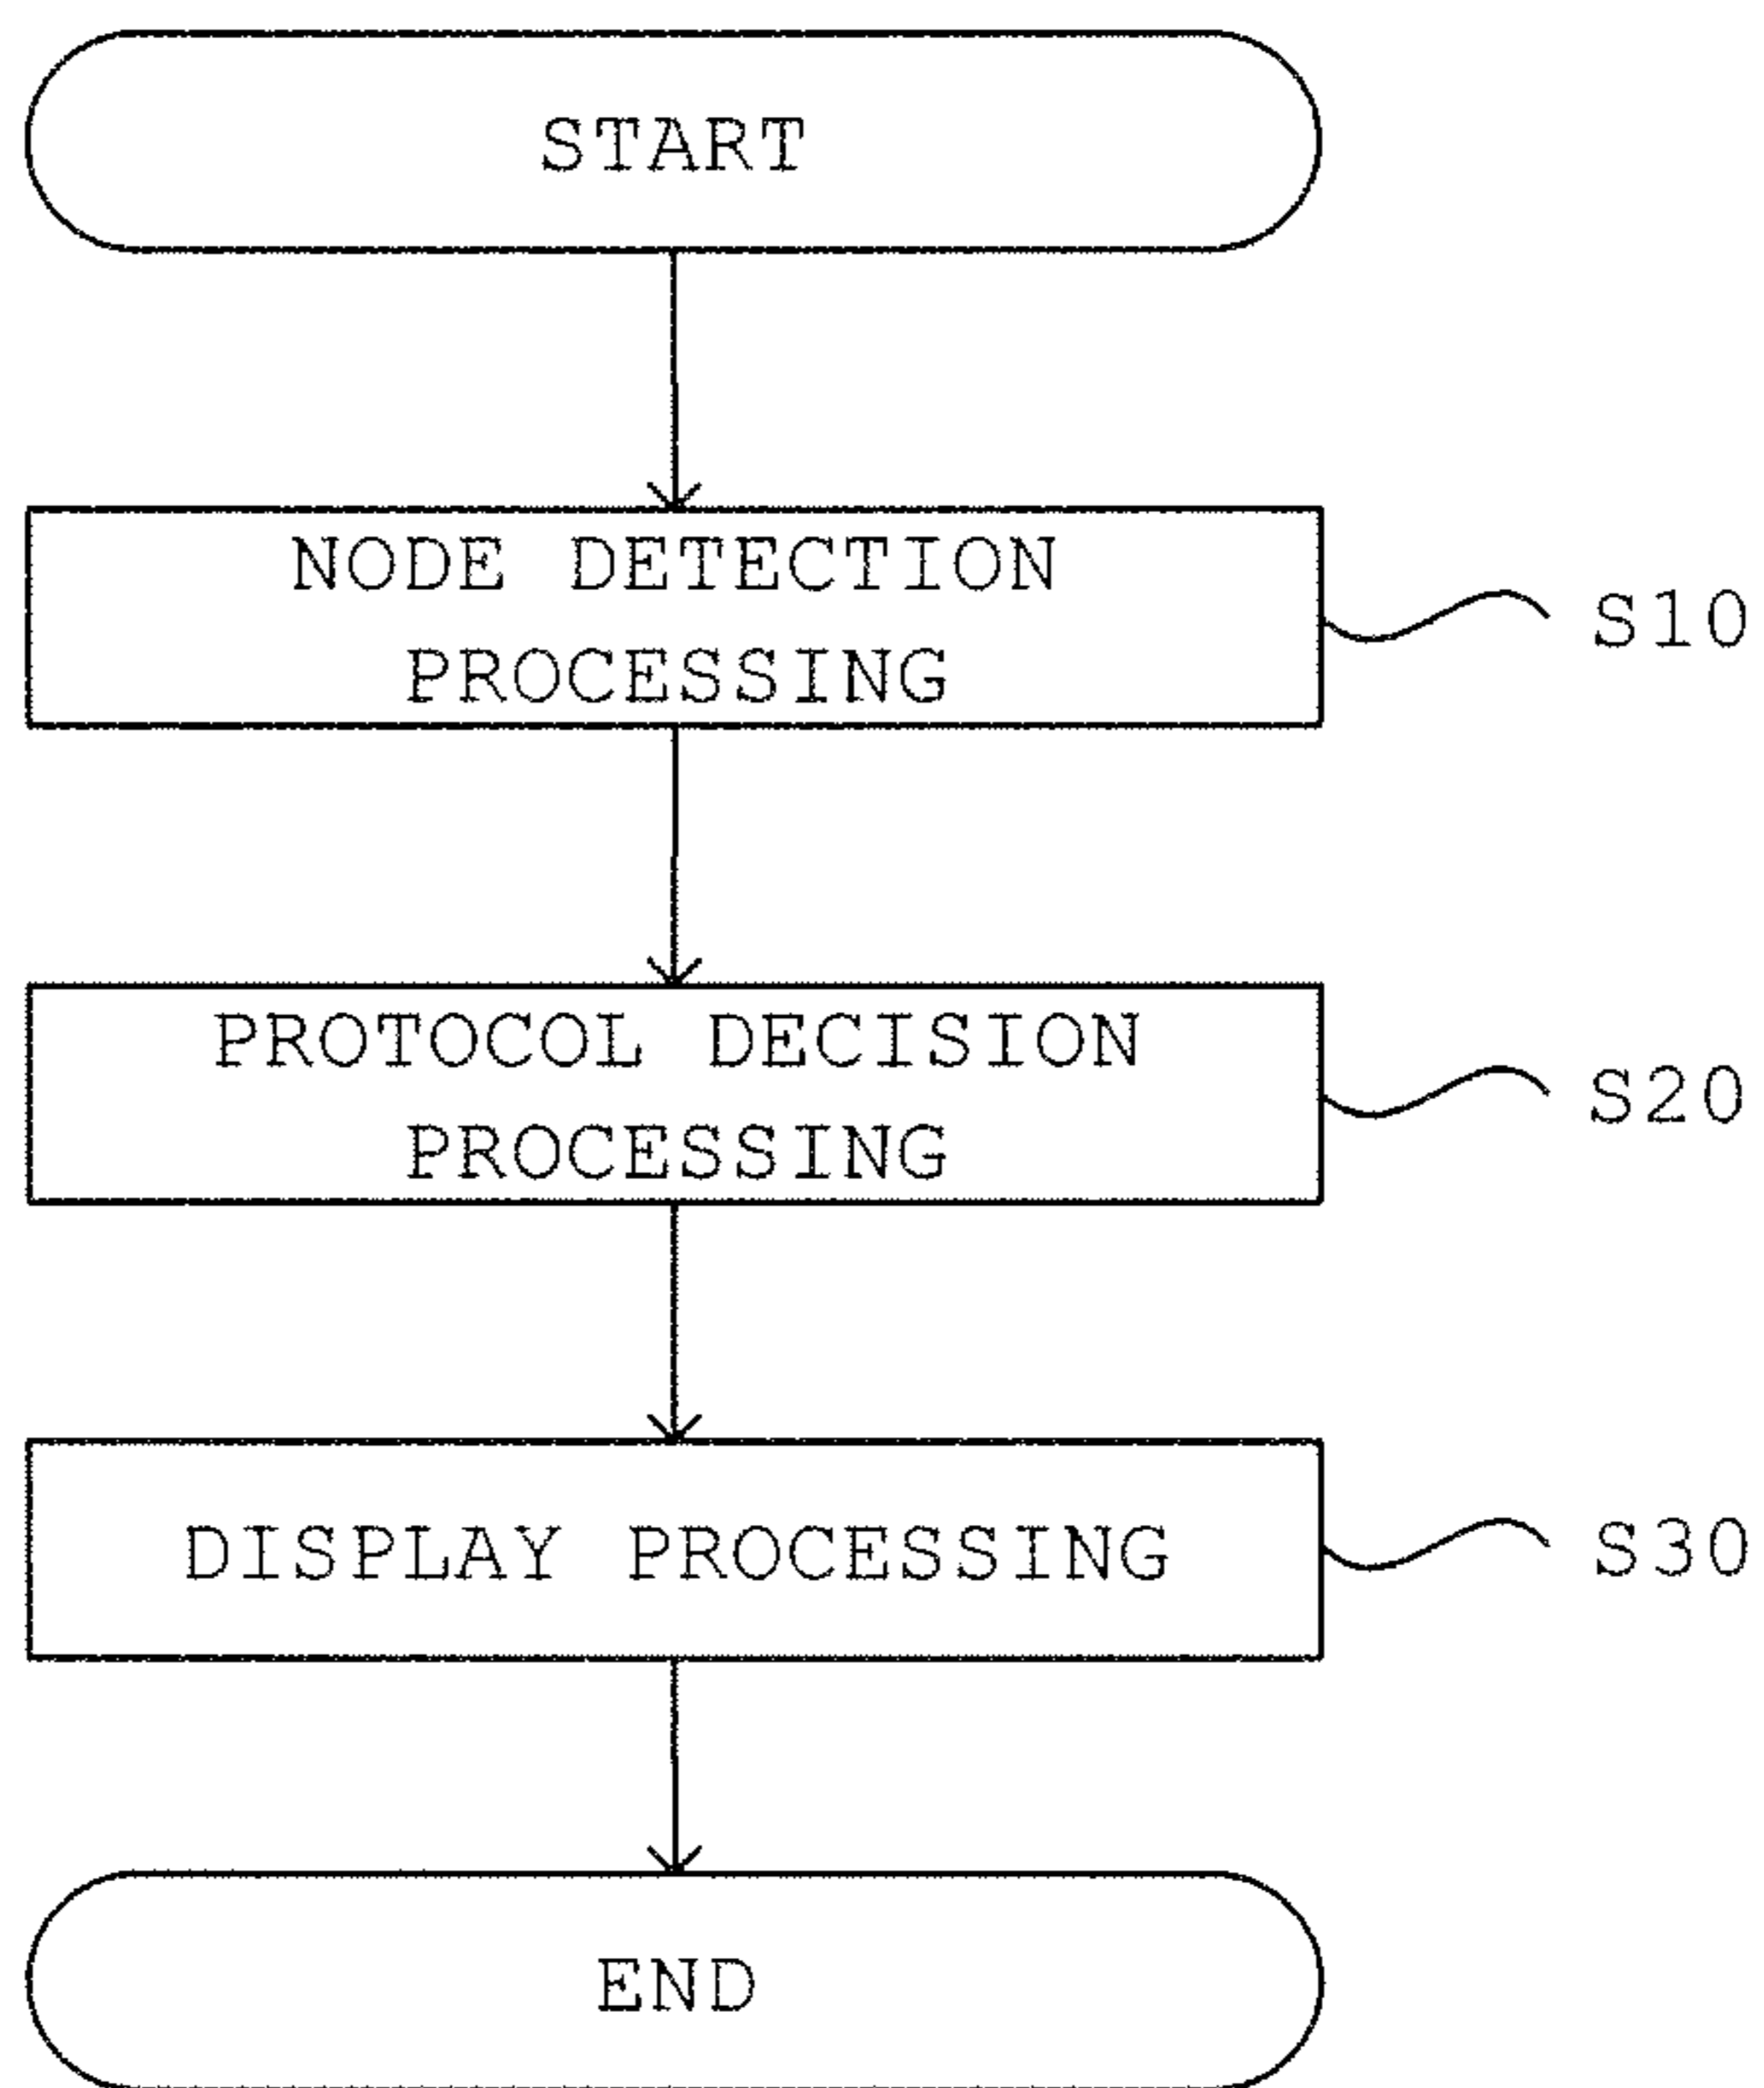 START
NODE DETECTION
PROCESSING
S10
PROTOCOL DECISION
PROCESSING
S20
DISPLAY PROCESSING
S30
END